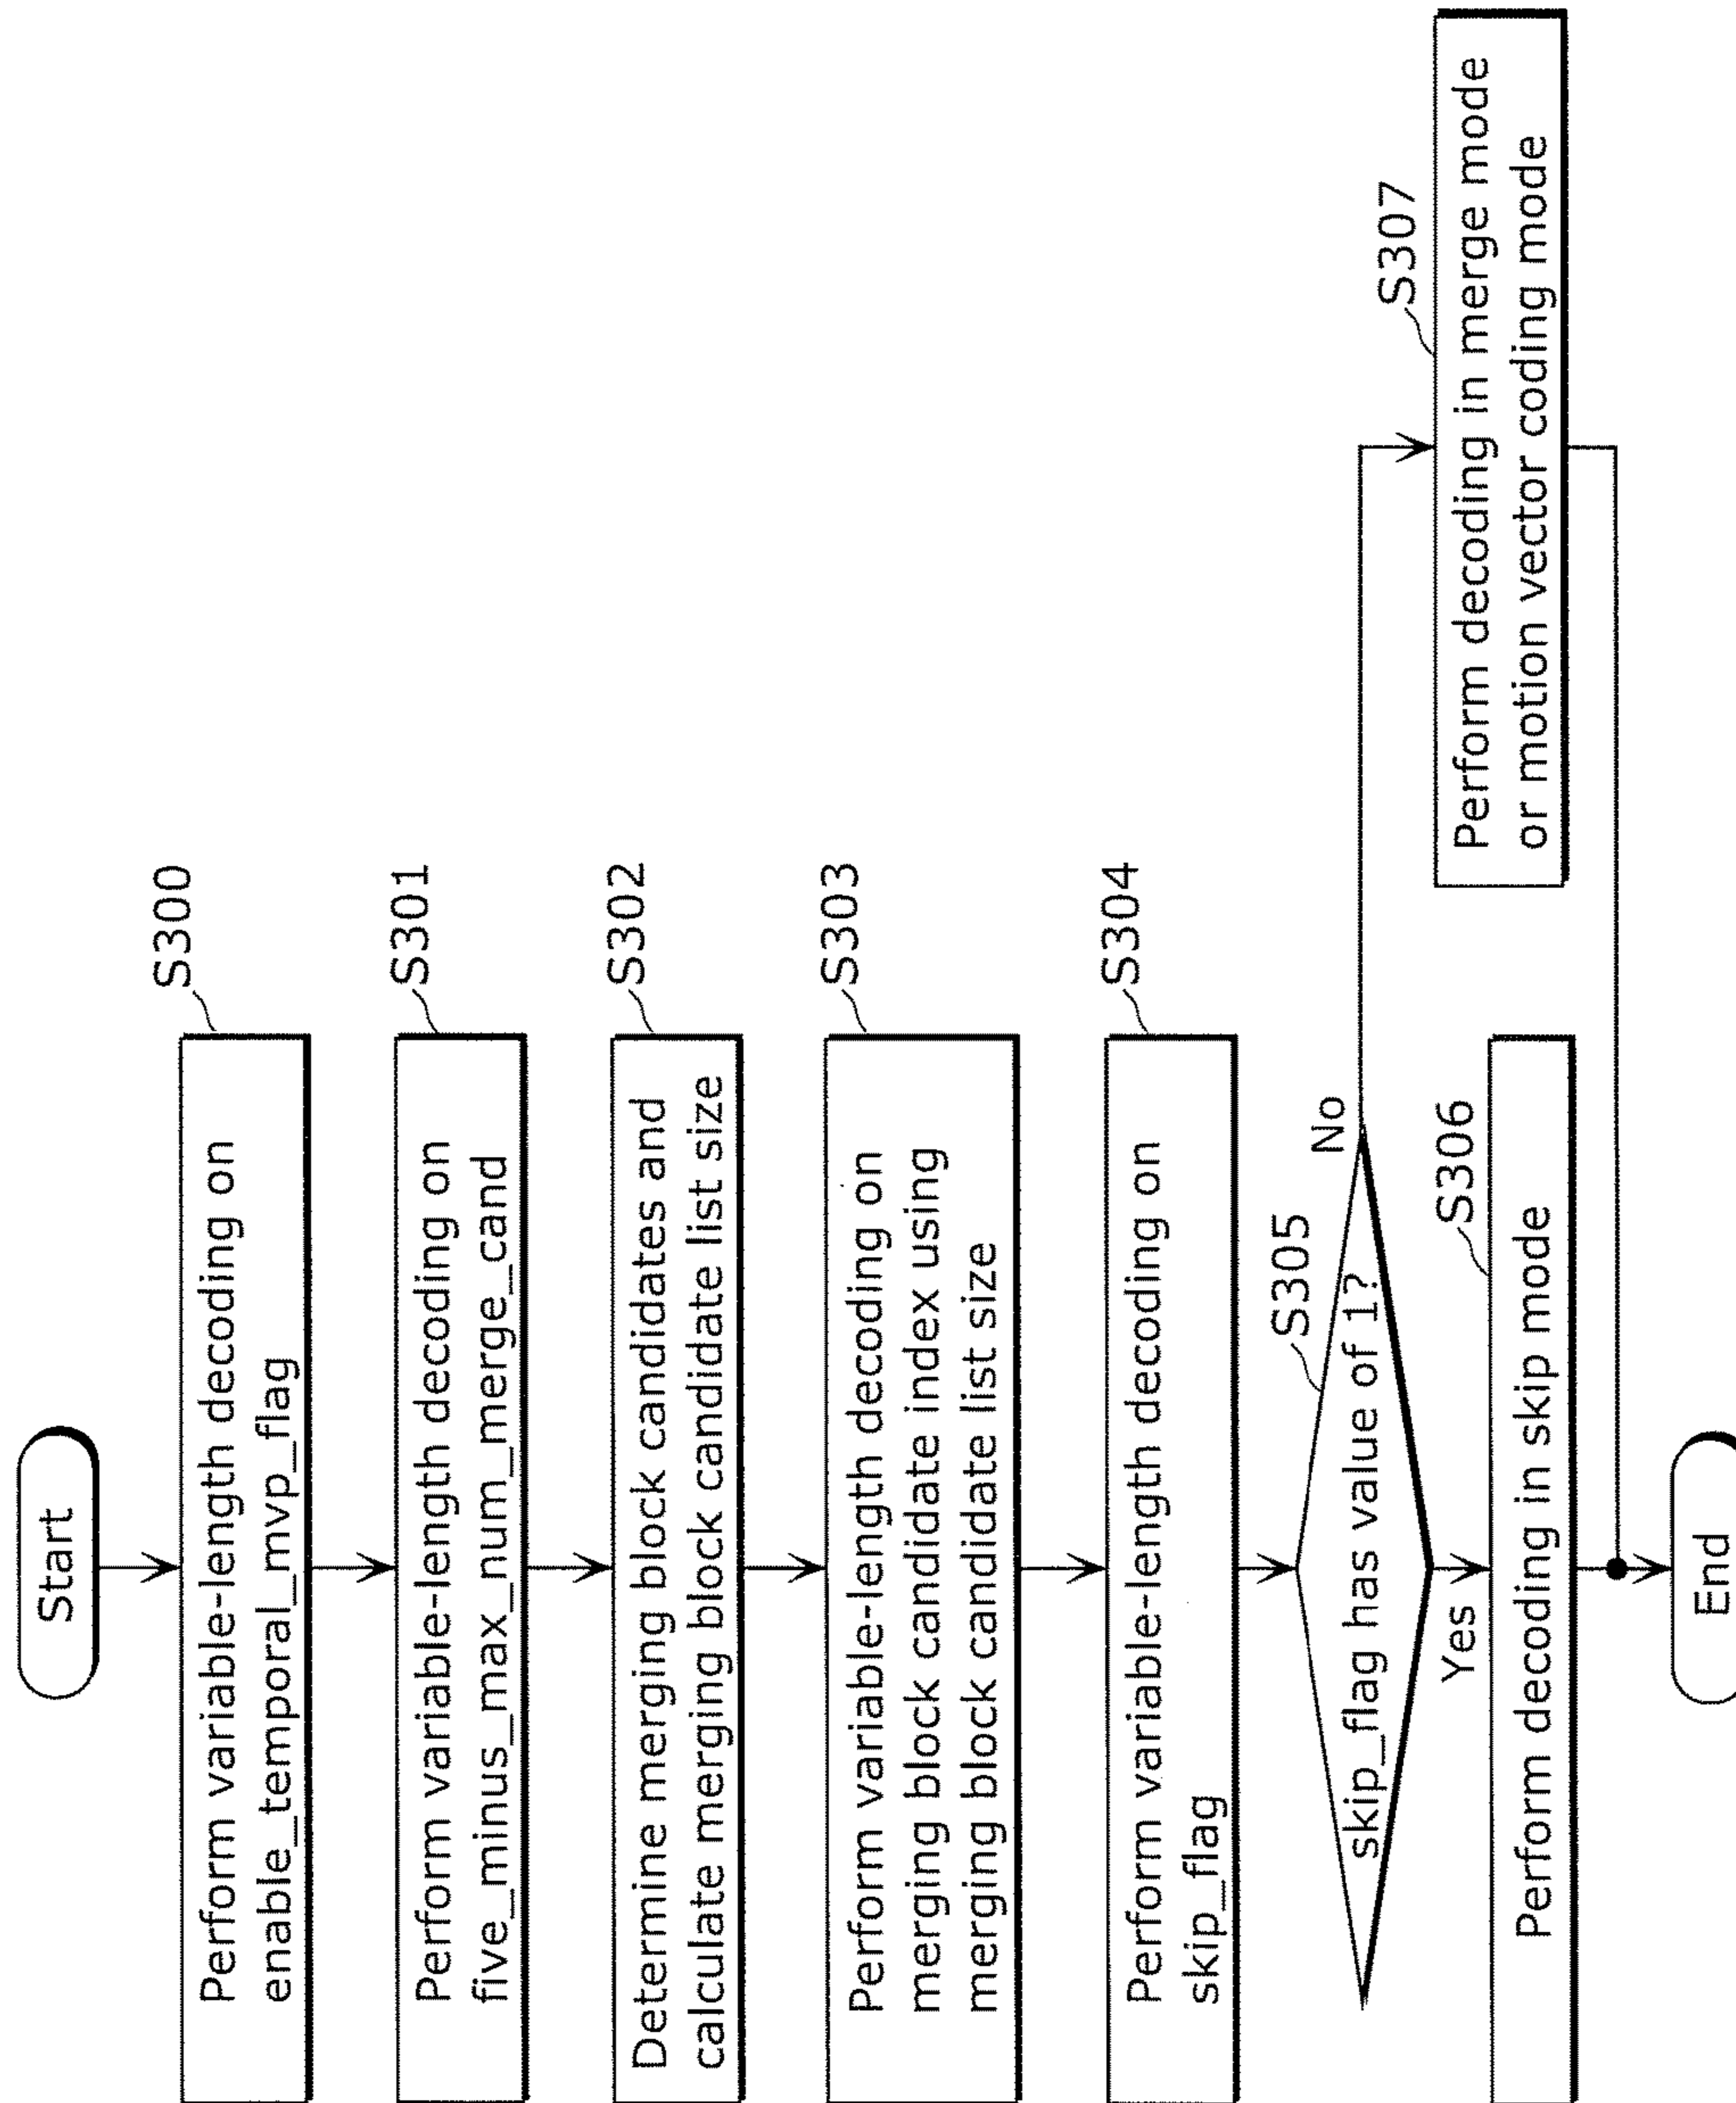 Start
S300
Perform variable-length decoding on
enable_temporal_mvp_flag
S301
Perform variable-length decoding on
five_minus_max_num_merge_cand
S302
Determine merging block candidates and
calculate merging block candidate list size
S303
Perform variable-length decoding on
merging block candidate index using
merging block candidate list size
S304
Perform variable-length decoding on
skip_flag
S305
skip_flag has value of 1?
No
Yes
S306
Perform decoding in skip mode
S307
Perform decoding in merge mode
or motion vector coding mode
End